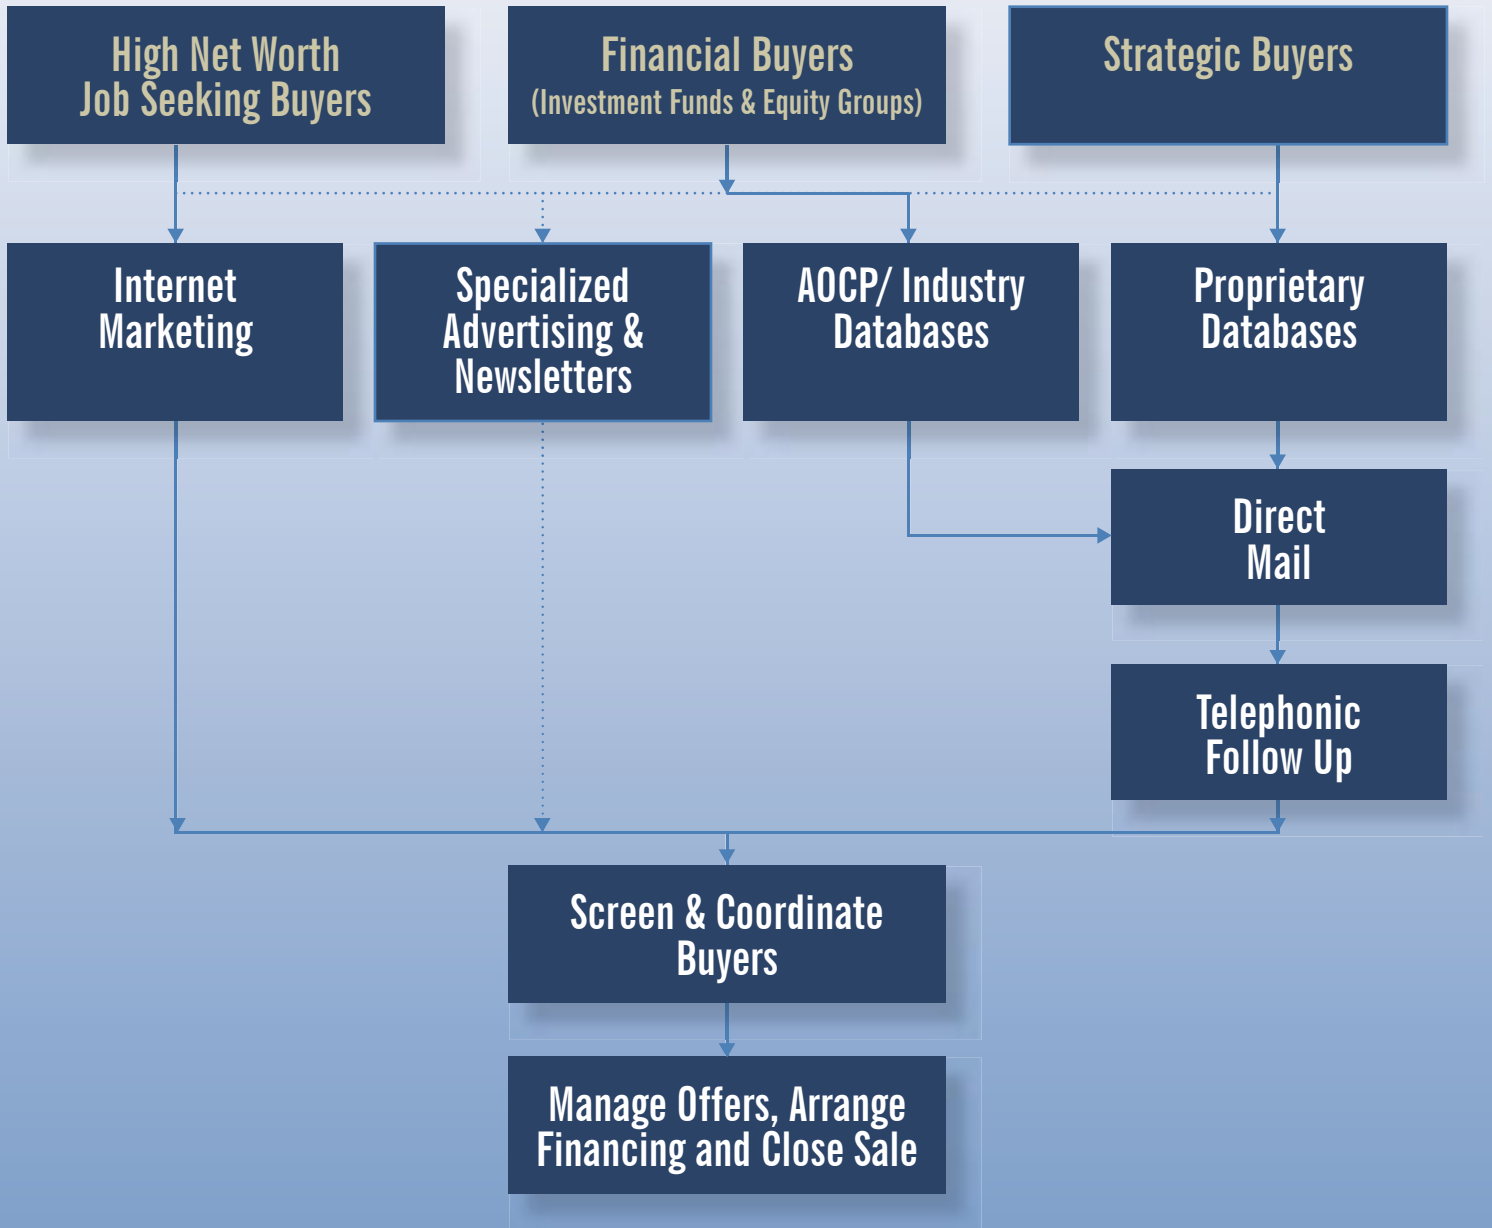 High Net Worth
Job Seeking Buyers
Financial Buyers
(Investment Funds & Equity Groups)
Strategic Buyers
Internet
Marketing
Specialized
Advertising &
Newsletters
AOCP/ Industry
Databases
Proprietary
Databases
Direct
Mail
Telephonic
Follow Up
Screen & Coordinate
Buyers
Manage Offers, Arrange
Financing and Close Sale